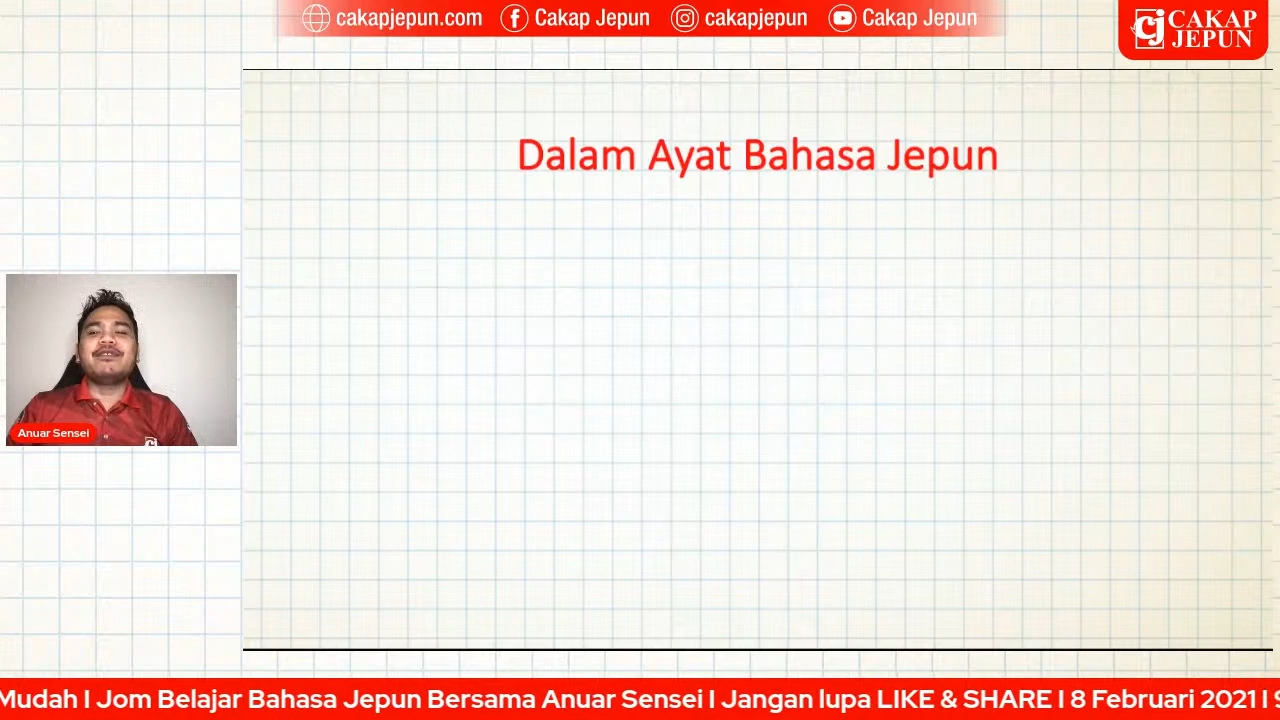 cakapjepun.com Cakap Jepun cakapjepun Cakap Jepun
CAKAP
JEPUN
Dalam Ayat Bahasa Jepun
Anuar Sensei
Mudah I Jom Belajar Bahasa Jepun Bersama Anuar Sensei I Jangan lupa LIKE & SHARE I 8 Februari 2021 I